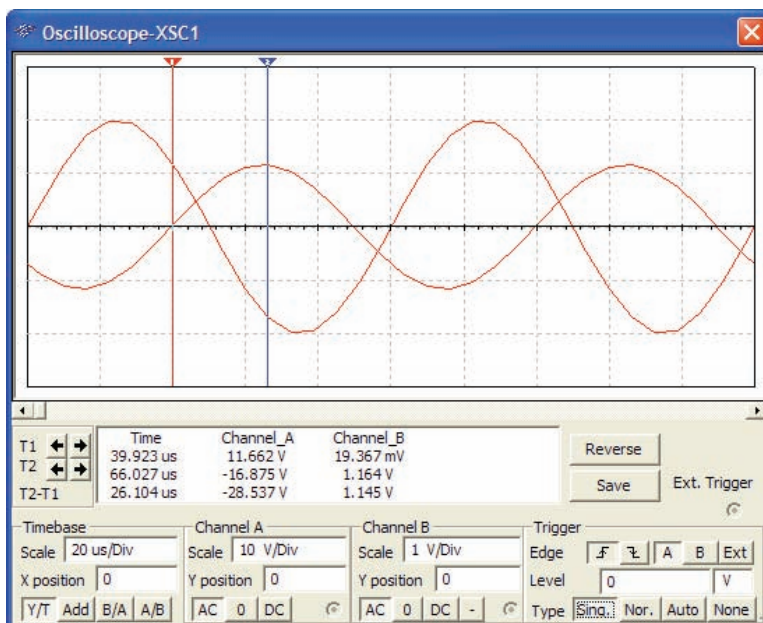 Oscilloscope-XSC1
1 2
T1
T2
T2-T1
Time Channel_A Channel_B
39.923 us 11.662 V 19.367 mV
66.027 us -16.875 V 1.164 V
26.104 us -28.537 V 1.145 V
Reverse
Save
Ext. Trigger
Timebase
Scale 20 us/Div
X position 0
Y/T Add B/A A/B
Channel A
Scale 10 V/Div
Y position 0
AC 0 DC
Channel B
Scale 1 V/Div
Y position 0
AC 0 DC -
Trigger
Edge A B Ext
Level 0 V
Type Sing. Nor. Auto None